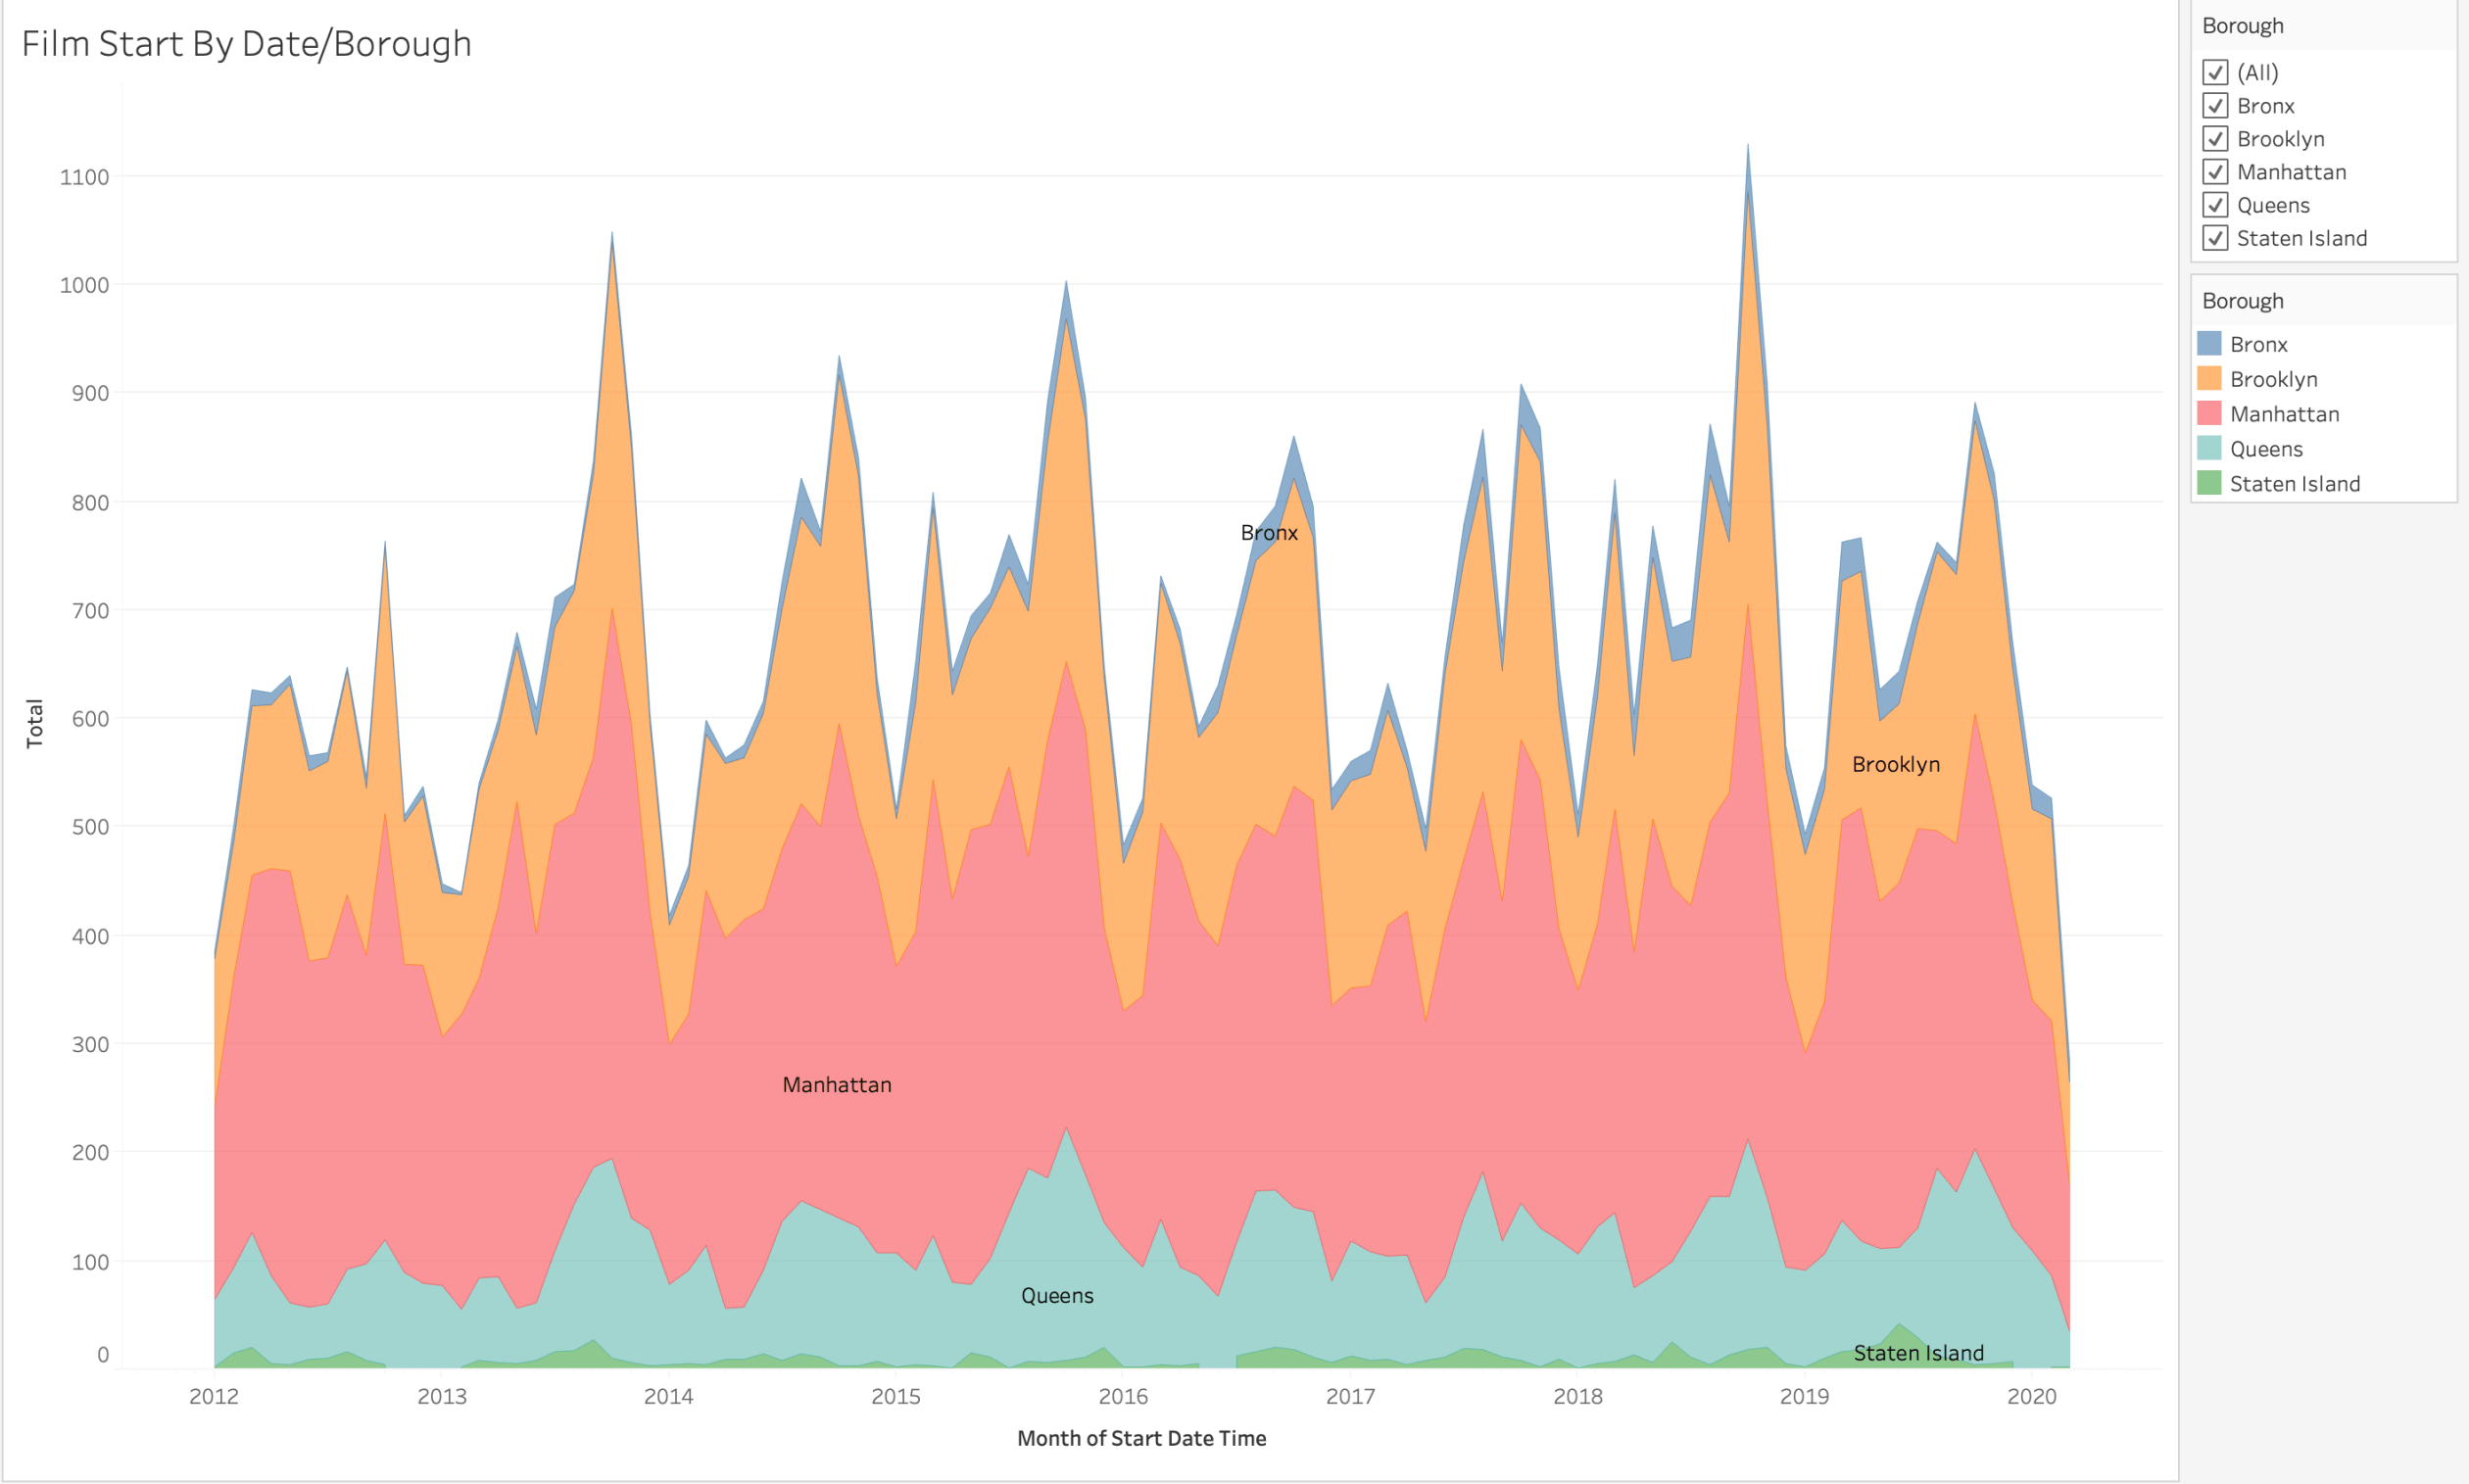 Film Start By Date/Borough
Total
1100
1000
900
800
700
600
500
400
300
200
100
0
Bronx
Brooklyn
Manhattan
Queens
Staten Island
2012 2013 2014 2015 2016 2017 2018 2019 2020
Month of Start Date Time
Borough
(All)
Bronx
Brooklyn
Manhattan
Queens
Staten Island
Borough
Bronx
Brooklyn
Manhattan
Queens
Staten Island